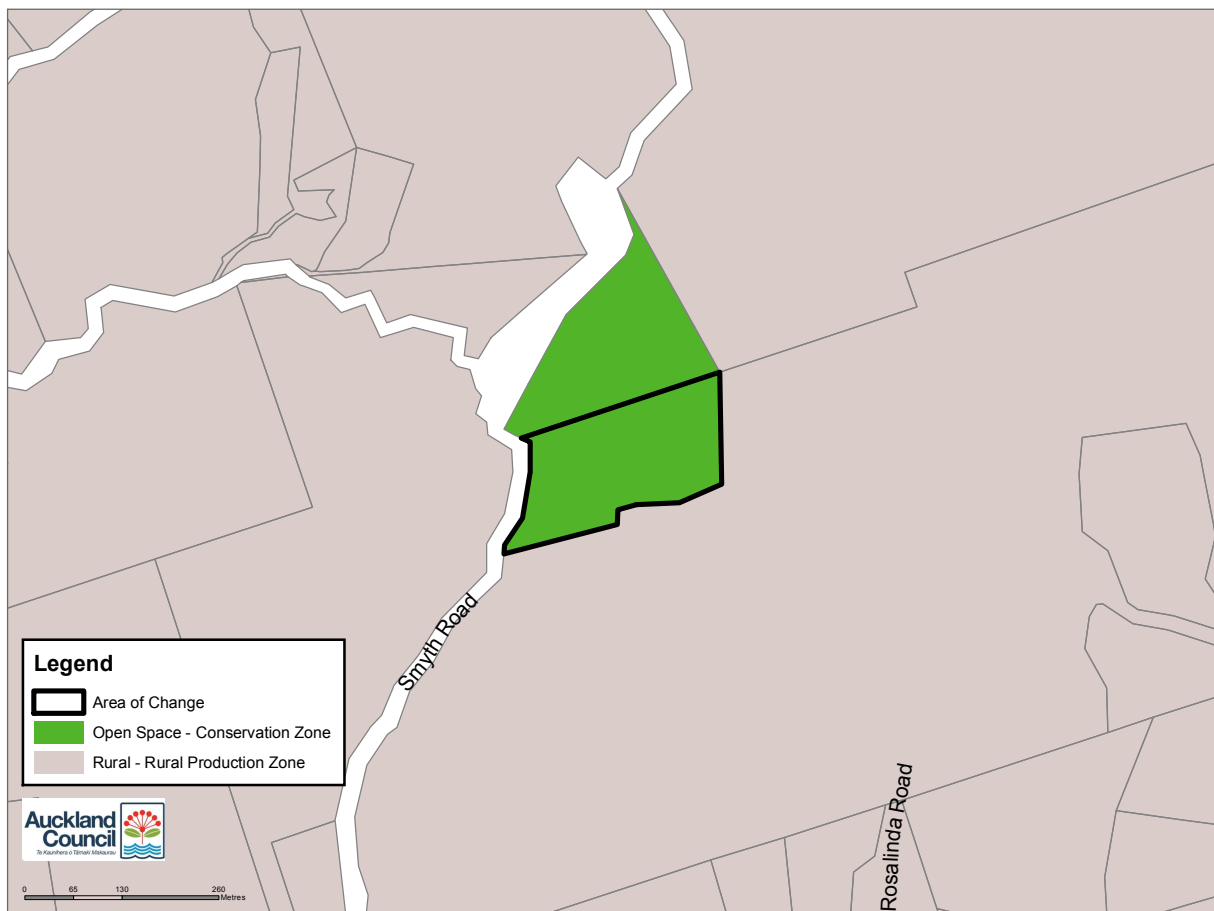 Smyth Road
Rosalinda Road
Legend
Area of Change
Open Space - Conservation Zone
Rural - Rural Production Zone
Auckland
Council
Te Kaunihera o Tāmaki Makaurau
0 65 130 260
Metres